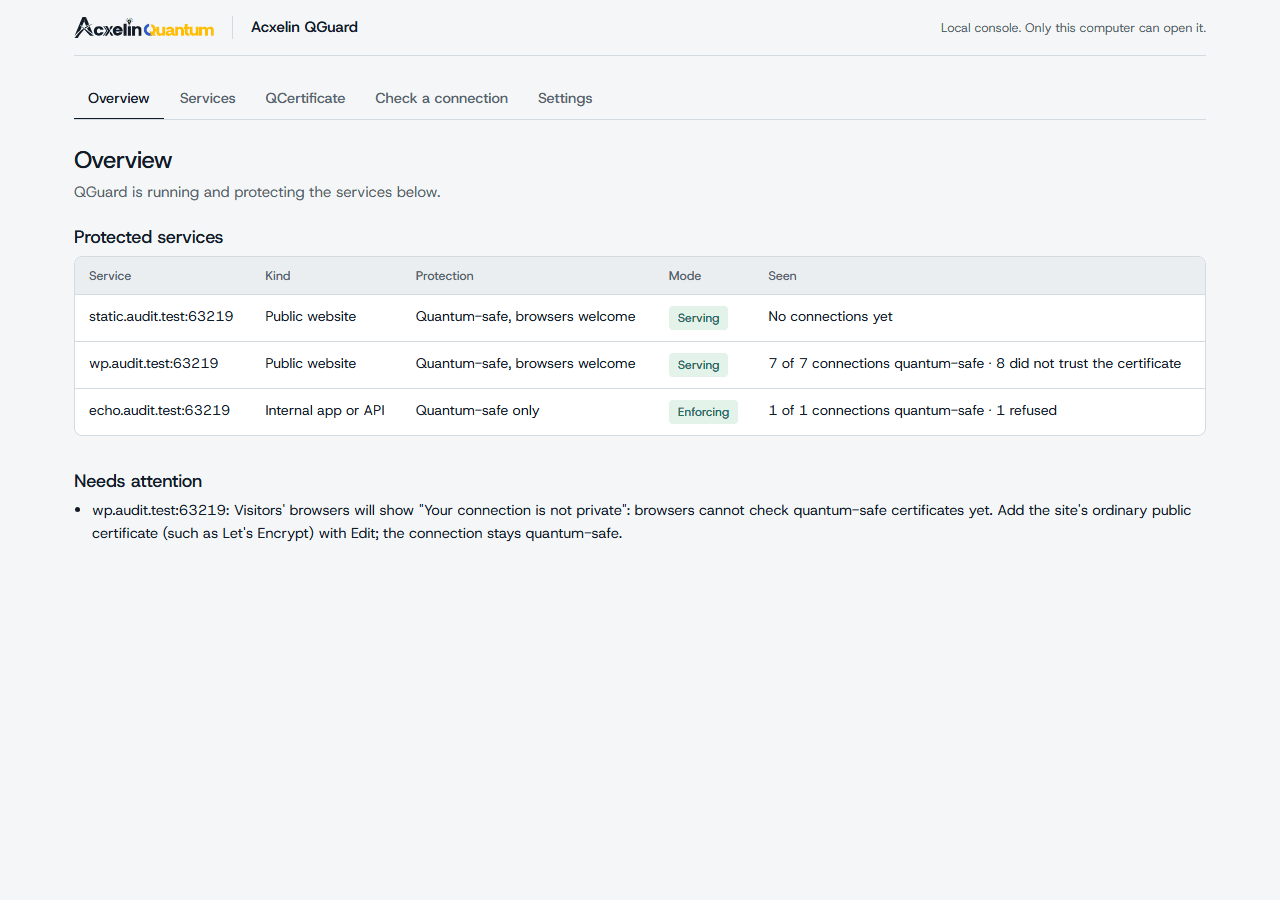 Acxelin Quantum
Acxelin QGuard
Local console. Only this computer can open it.
Overview Services QCertificate Check a connection Settings
Overview
QGuard is running and protecting the services below.
Protected services
Service Kind Protection Mode Seen
static.audit.test:63219 Public website Quantum-safe, browsers welcome Serving No connections yet
wp.audit.test:63219 Public website Quantum-safe, browsers welcome Serving 7 of 7 connections quantum-safe · 8 did not trust the certificate
echo.audit.test:63219 Internal app or API Quantum-safe only Enforcing 1 of 1 connections quantum-safe · 1 refused
Needs attention
• wp.audit.test:63219: Visitors' browsers will show "Your connection is not private": browsers cannot check quantum-safe certificates yet. Add the site's ordinary public
certificate (such as Let's Encrypt) with Edit; the connection stays quantum-safe.